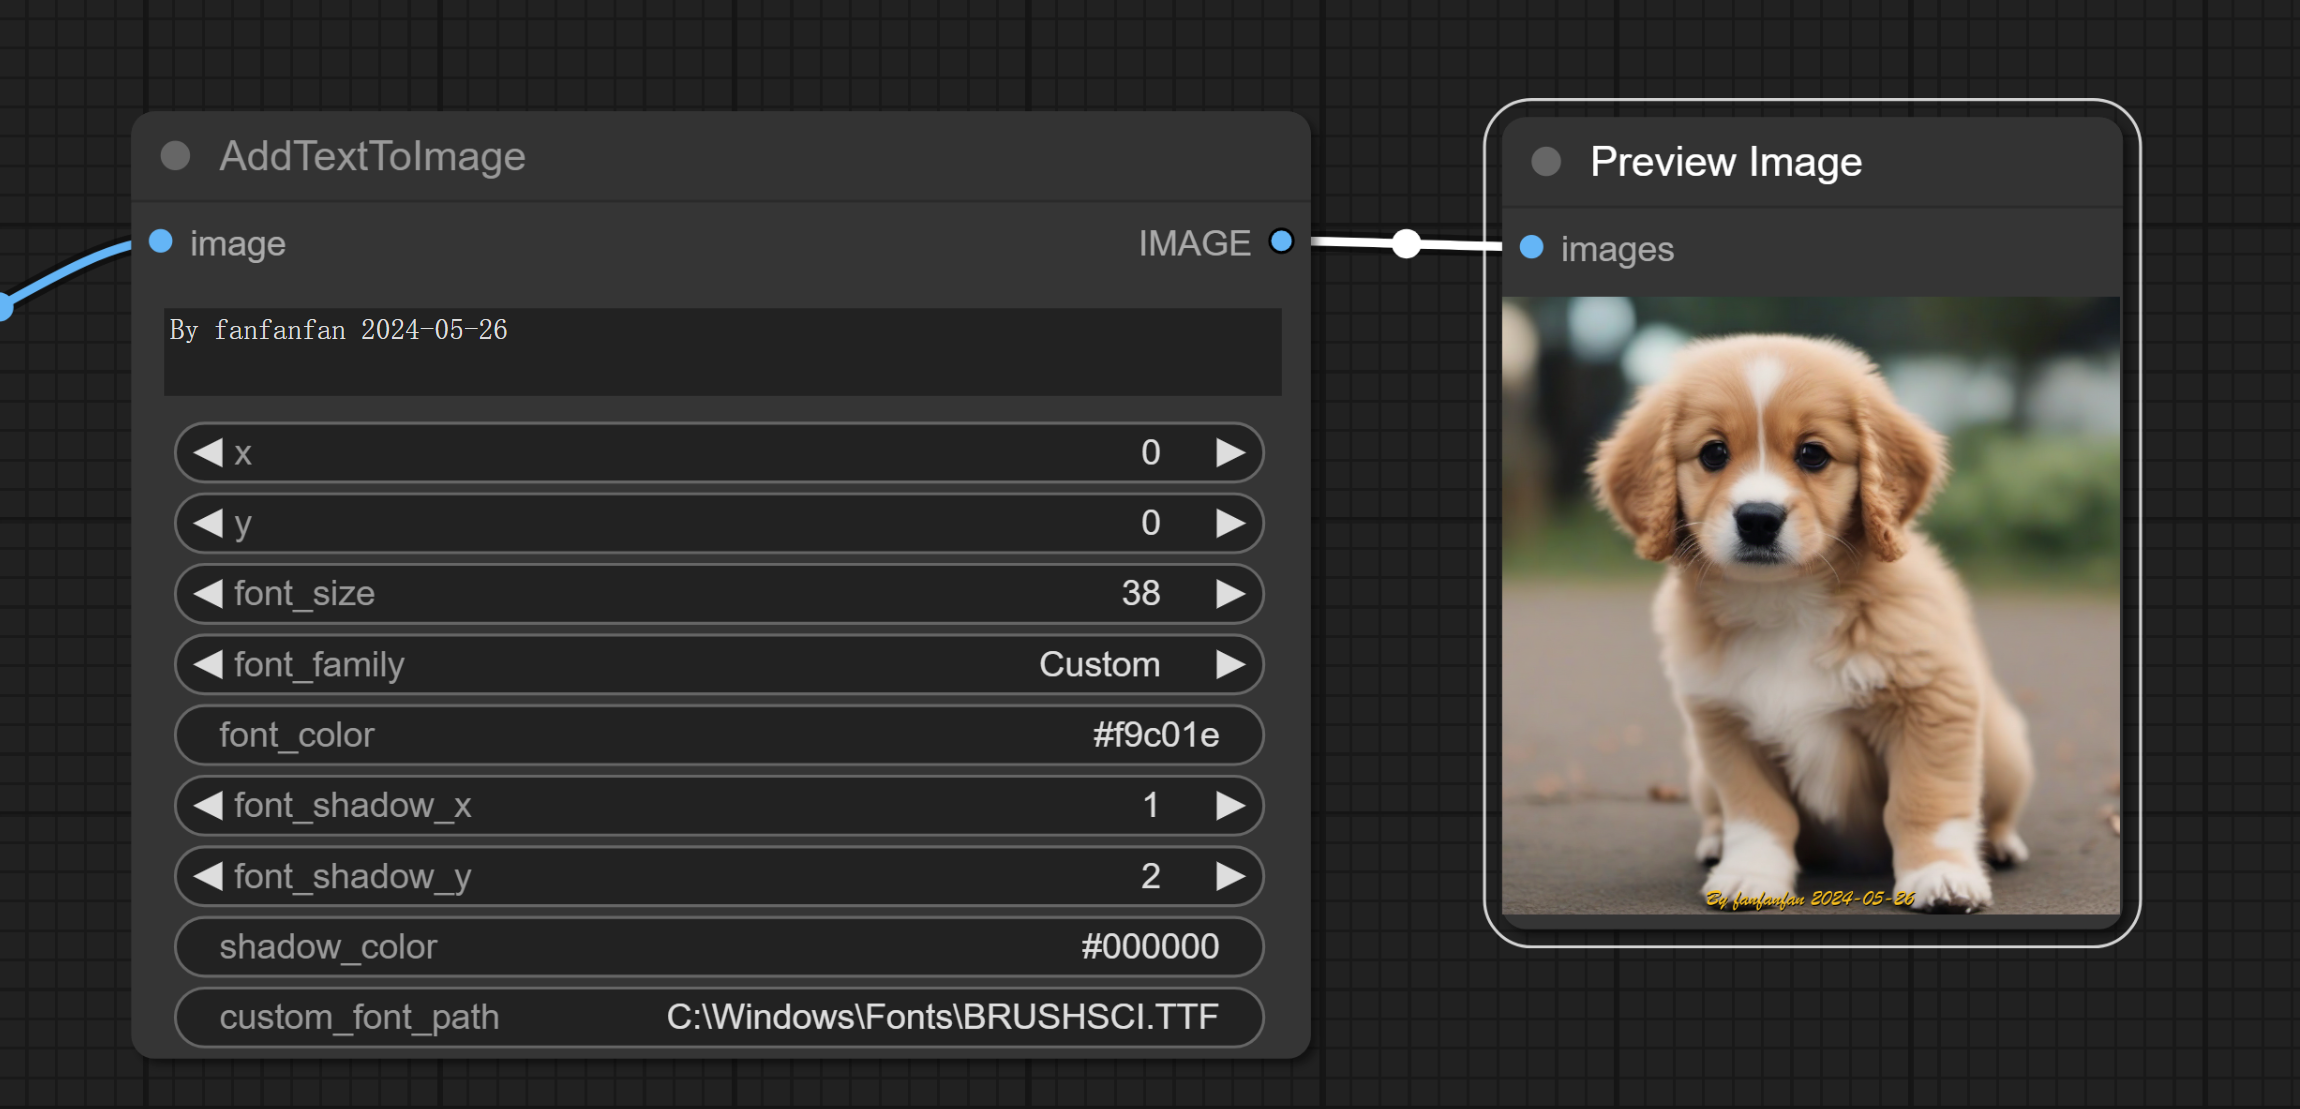 AddTextToImage
image
IMAGE
By fanfanfan 2024-05-26
x 0
y 0
font_size 38
font_family Custom
font_color #f9c01e
font_shadow_x 1
font_shadow_y 2
shadow_color #000000
custom_font_path C:\Windows\Fonts\BRUSHSCI.TTF
Preview Image
images
By fanfanfan 2024-05-26